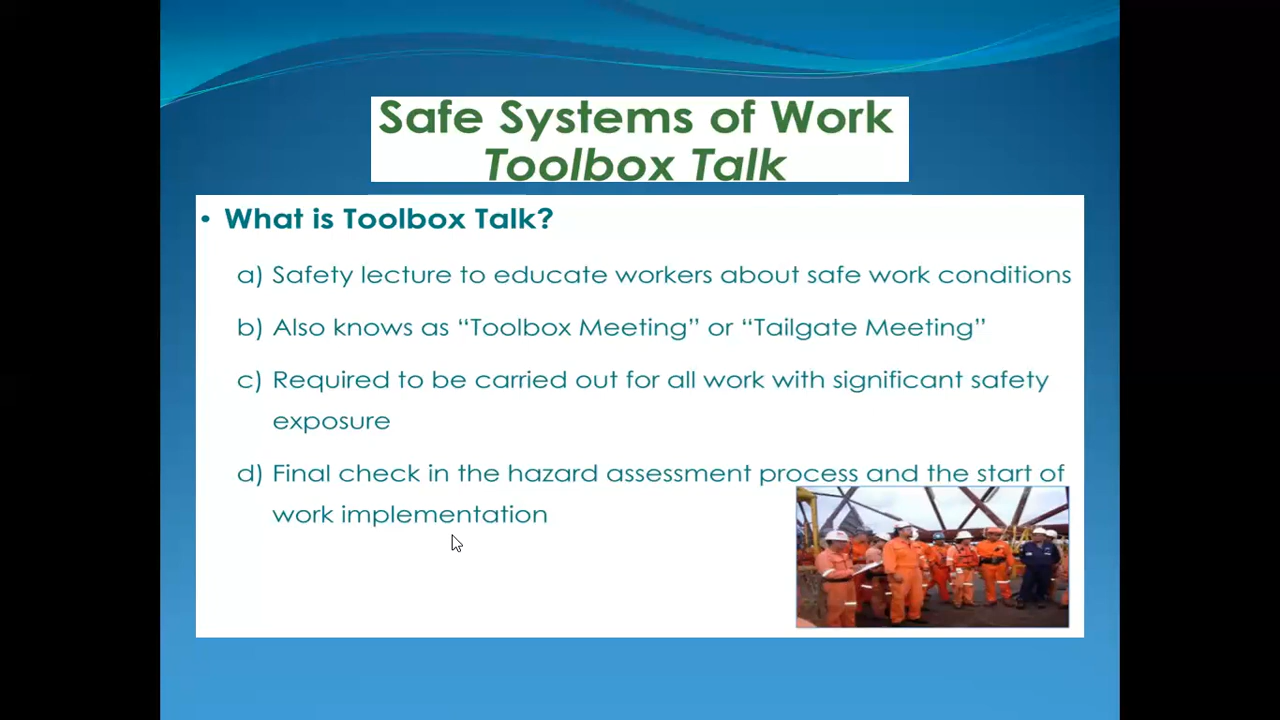 Safe Systems of Work
Toolbox Talk
• What is Toolbox Talk?
a) Safety lecture to educate workers about safe work conditions
b) Also knows as “Toolbox Meeting” or “Tailgate Meeting”
c) Required to be carried out for all work with significant safety
exposure
d) Final check in the hazard assessment process and the start of
work implementation